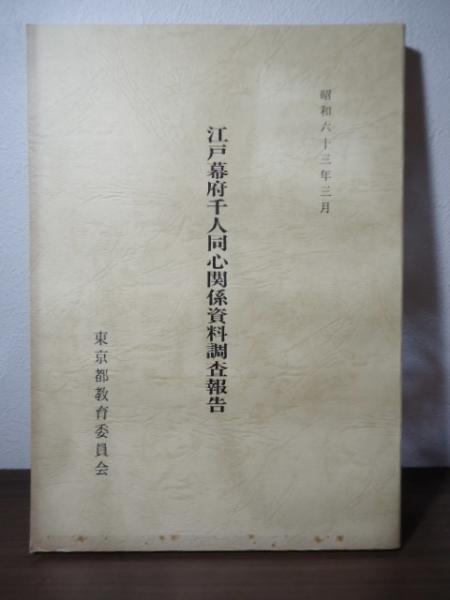 昭和六十三年三月
江戸幕府千人同心関係資料調査報告
東京都教育委員会